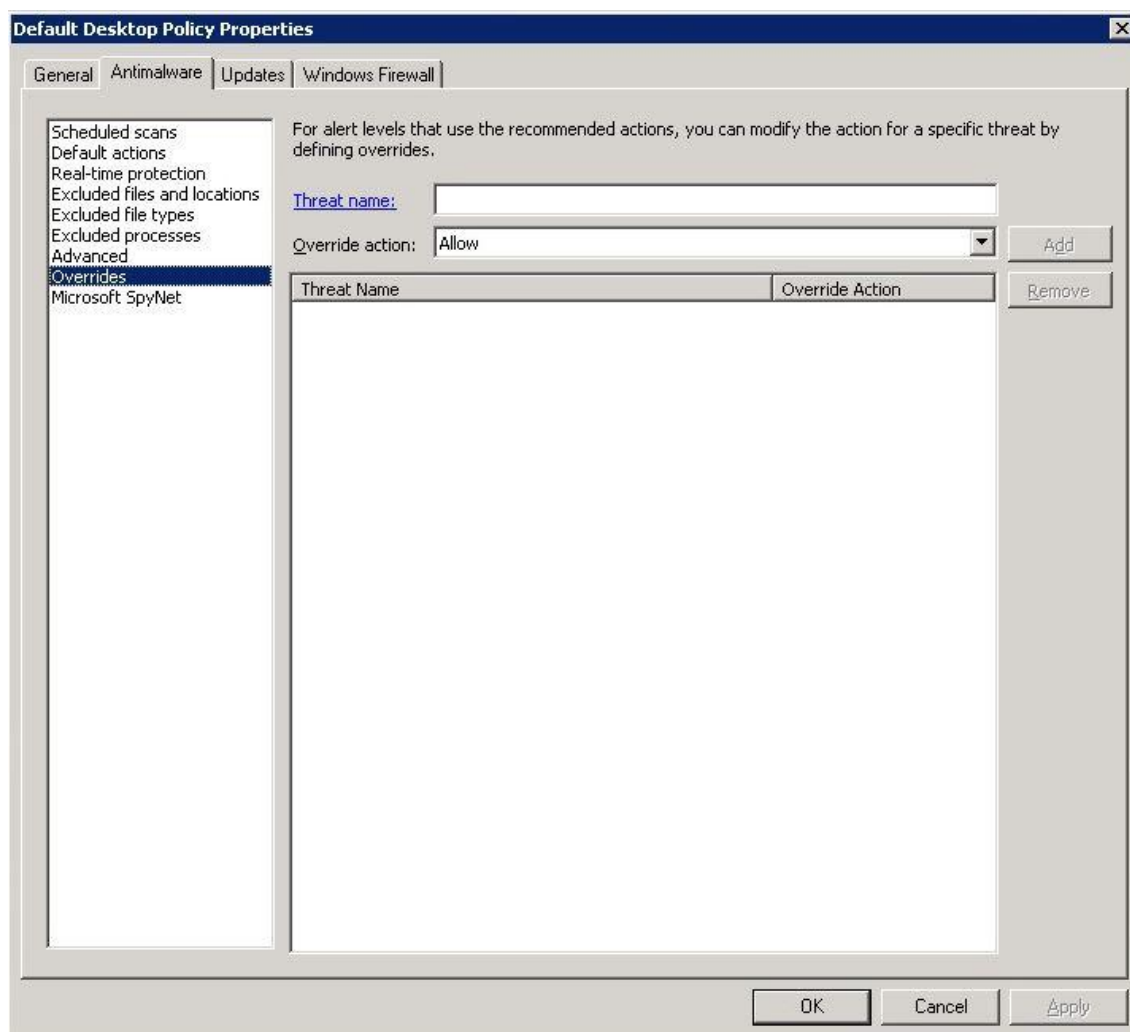 Default Desktop Policy Properties
General Antimalware Updates Windows Firewall
Scheduled scans
Default actions
Real-time protection
Excluded files and locations
Excluded file types
Excluded processes
Advanced
Overrides
Microsoft SpyNet
For alert levels that use the recommended actions, you can modify the action for a specific threat by
defining overrides.
Threat name:
Override action: Allow Add
Threat Name Override Action Remove
OK Cancel Apply